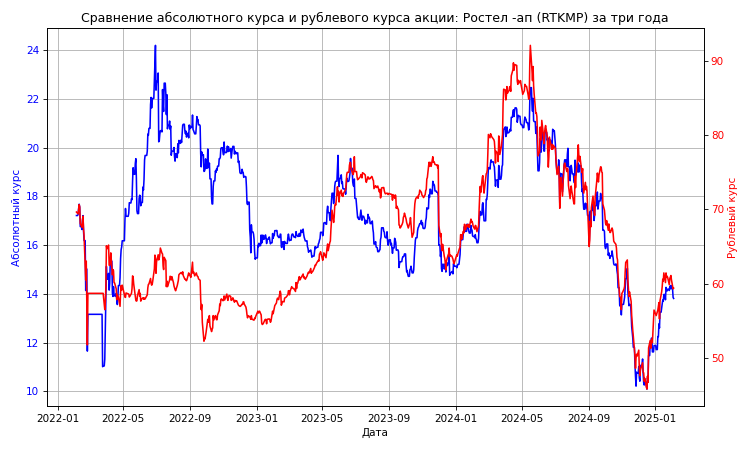 Сравнение абсолютного курса и рублевого курса акции: Ростел -ап (RTKMP) за три года
24
22
20
18
16
14
12
10
Абсолютный курс
90
80
70
60
50
Рублевый курс
2022-01 2022-05 2022-09 2023-01 2023-05 2023-09 2024-01 2024-05 2024-09 2025-01
Дата